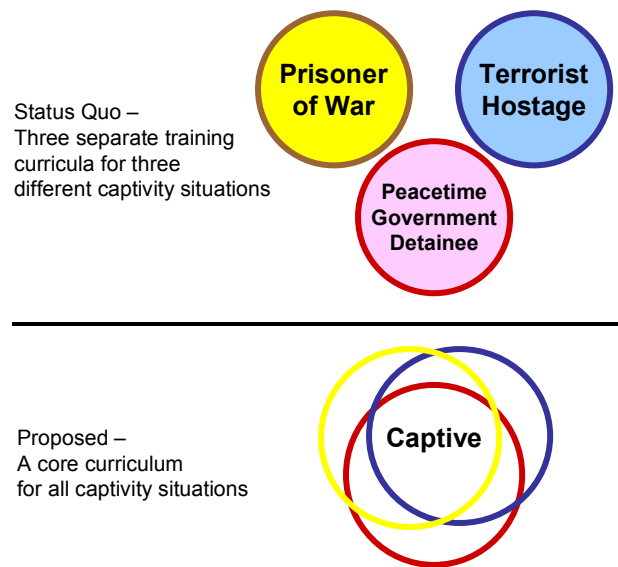 Prisoner
of War
Terrorist
Hostage
Status Quo –
Three separate training
curricula for three
different captivity situations
Peacetime
Government
Detainee
Captive
Proposed –
A core curriculum
for all captivity situations